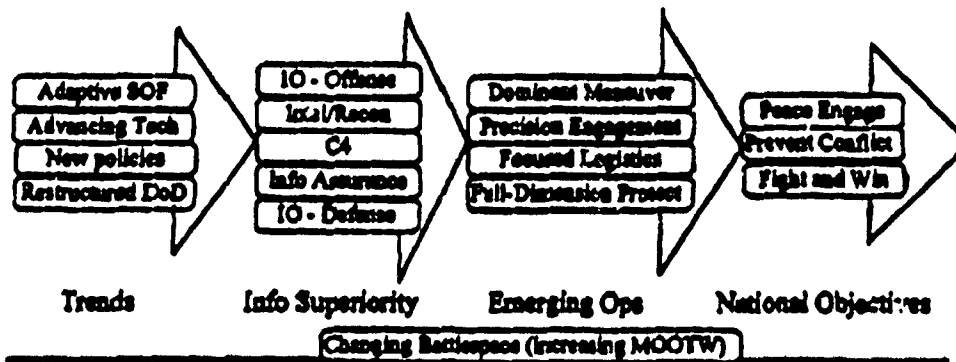 Adaptive SOF
Advancing Tech
New policies
Restructured DoD
Trends
IO - Offense
Intel/Recon
C4
Info Assurance
IO - Defense
Info Superiority
Dominant Maneuver
Precision Engagement
Focused Logistics
Full-Dimension Protect
Emerging Ops
Peace Engage
Prevent Conflict
Fight and Win
National Objectives
Changing Battlespace (Increasing MOOTW)